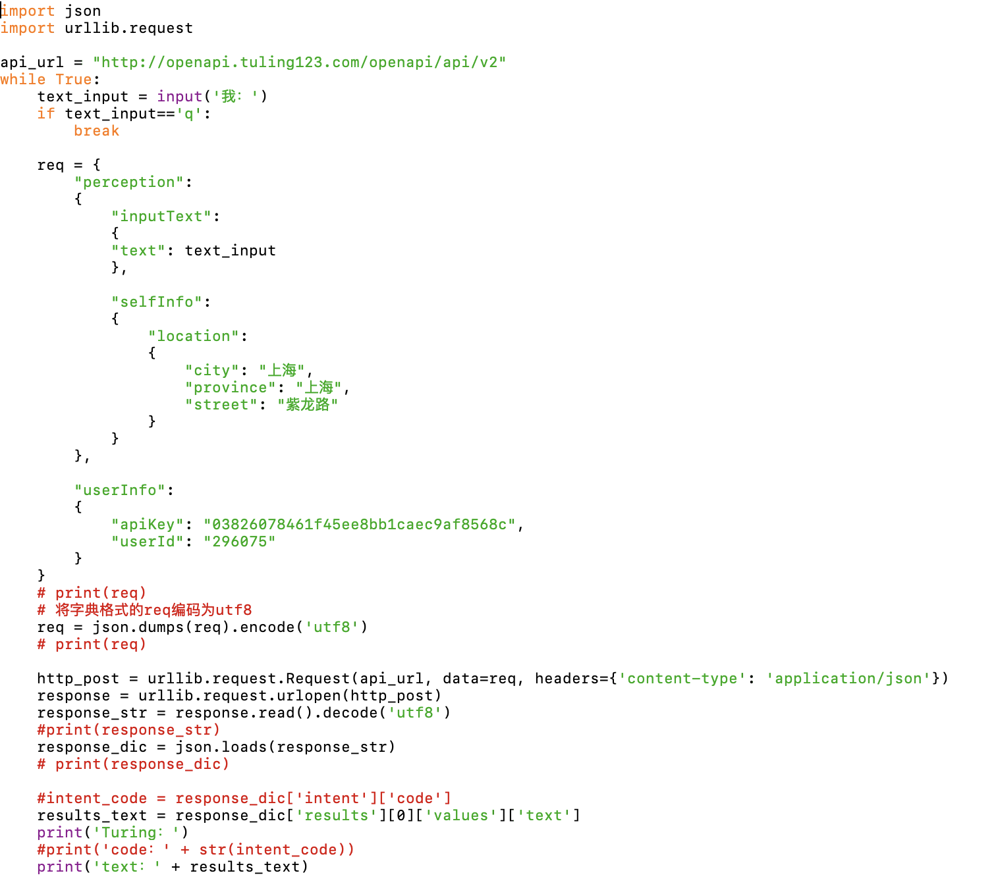 import json
import urllib.request
api_url = "http://openapi.tuling123.com/openapi/api/v2"
while True:
    text_input = input('我：')
    if text_input=='q':
        break
    req = {
        "perception":
        {
            "inputText":
            {
            "text": text_input
            },
            "selfInfo":
            {
                "location":
                {
                    "city": "上海",
                    "province": "上海",
                    "street": "紫龙路"
                }
            }
        },
        "userInfo":
        {
            "apiKey": "03826078461f45ee8bb1caec9af8568c",
            "userId": "296075"
        }
    }
    # print(req)
    # 将字典格式的req编码为utf8
    req = json.dumps(req).encode('utf8')
    # print(req)
    http_post = urllib.request.Request(api_url, data=req, headers={'content-type': 'application/json'})
    response = urllib.request.urlopen(http_post)
    response_str = response.read().decode('utf8')
    #print(response_str)
    response_dic = json.loads(response_str)
    # print(response_dic)
    #intent_code = response_dic['intent']['code']
    results_text = response_dic['results'][0]['values']['text']
    print('Turing：')
    #print('code：' + str(intent_code))
    print('text：' + results_text)